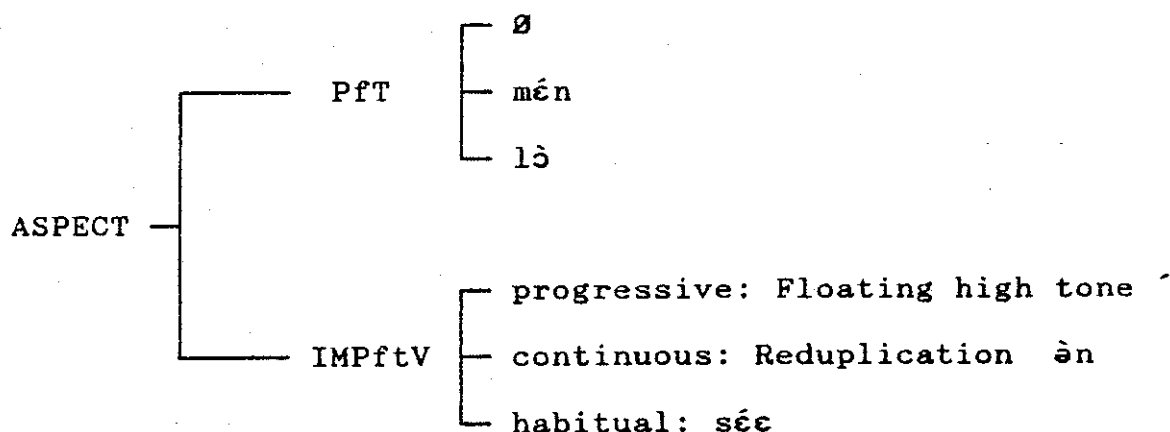 Ø
PfT mɛ́n
lɔ̀
ASPECT
progressive: Floating high tone ´
IMPftV continuous: Reduplication ə̀n
habitual: sɛ́ɛ